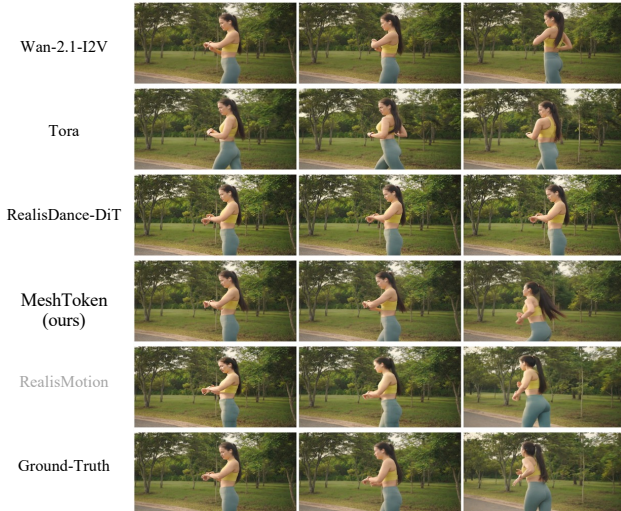 Wan-2.1-I2V
Tora
RealisDance-DiT
MeshToken
(ours)
RealisMotion
Ground-Truth